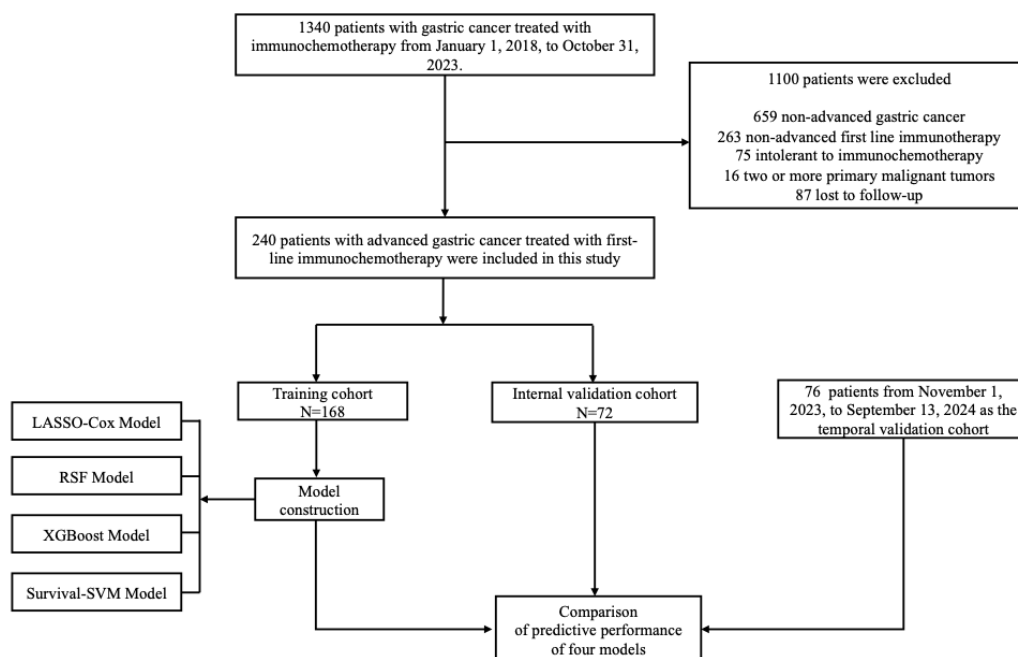 1340 patients with gastric cancer treated with
immunochemotherapy from January 1, 2018, to October 31,
2023.
1100 patients were excluded
659 non-advanced gastric cancer
263 non-advanced first line immunotherapy
75 intolerant to immunochemotherapy
16 two or more primary malignant tumors
87 lost to follow-up
240 patients with advanced gastric cancer treated with first-
line immunochemotherapy were included in this study
Training cohort
N=168
Internal validation cohort
N=72
76 patients from November 1,
2023, to September 13, 2024 as the
temporal validation cohort
LASSO-Cox Model
RSF Model
XGBoost Model
Survival-SVM Model
Model
construction
Comparison
of predictive performance
of four models